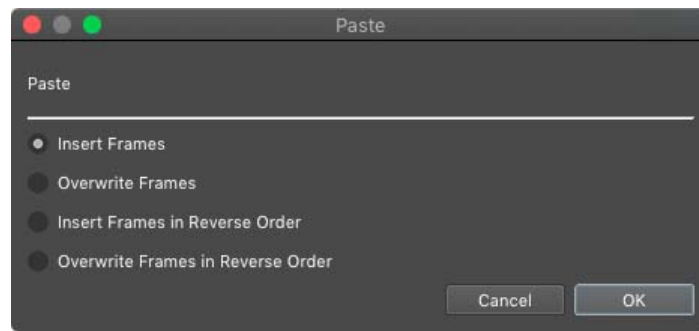 Paste
Paste
Insert Frames
Overwrite Frames
Insert Frames in Reverse Order
Overwrite Frames in Reverse Order
Cancel OK